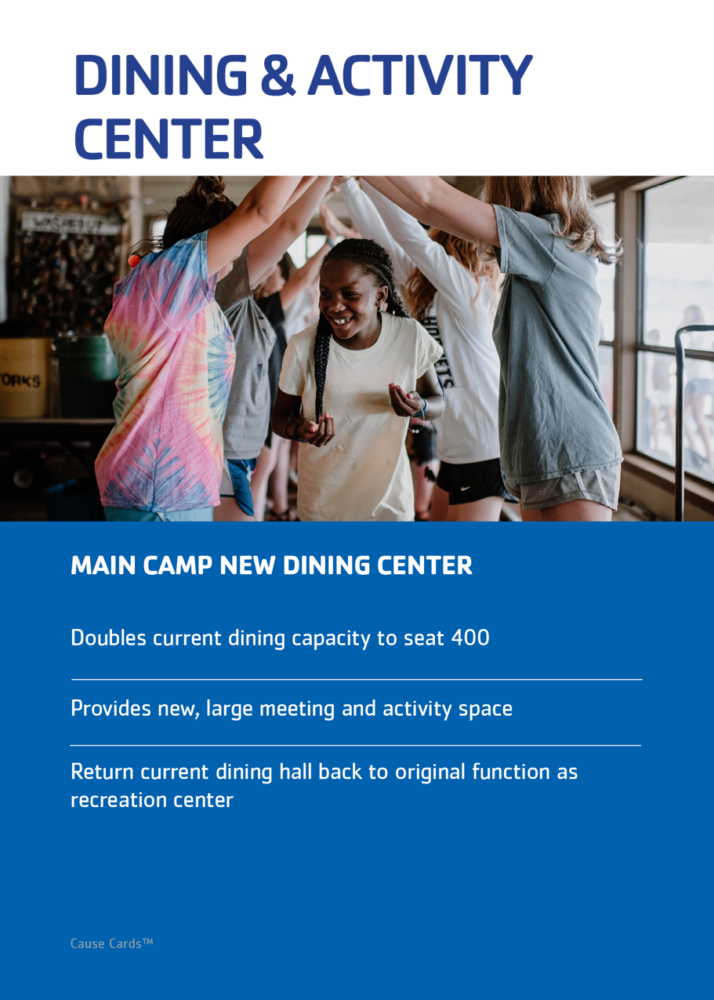 DINING & ACTIVITY
CENTER
WORKS
MAIN CAMP NEW DINING CENTER
Doubles current dining capacity to seat 400
Provides new, large meeting and activity space
Return current dining hall back to original function as
recreation center
Cause Cards™